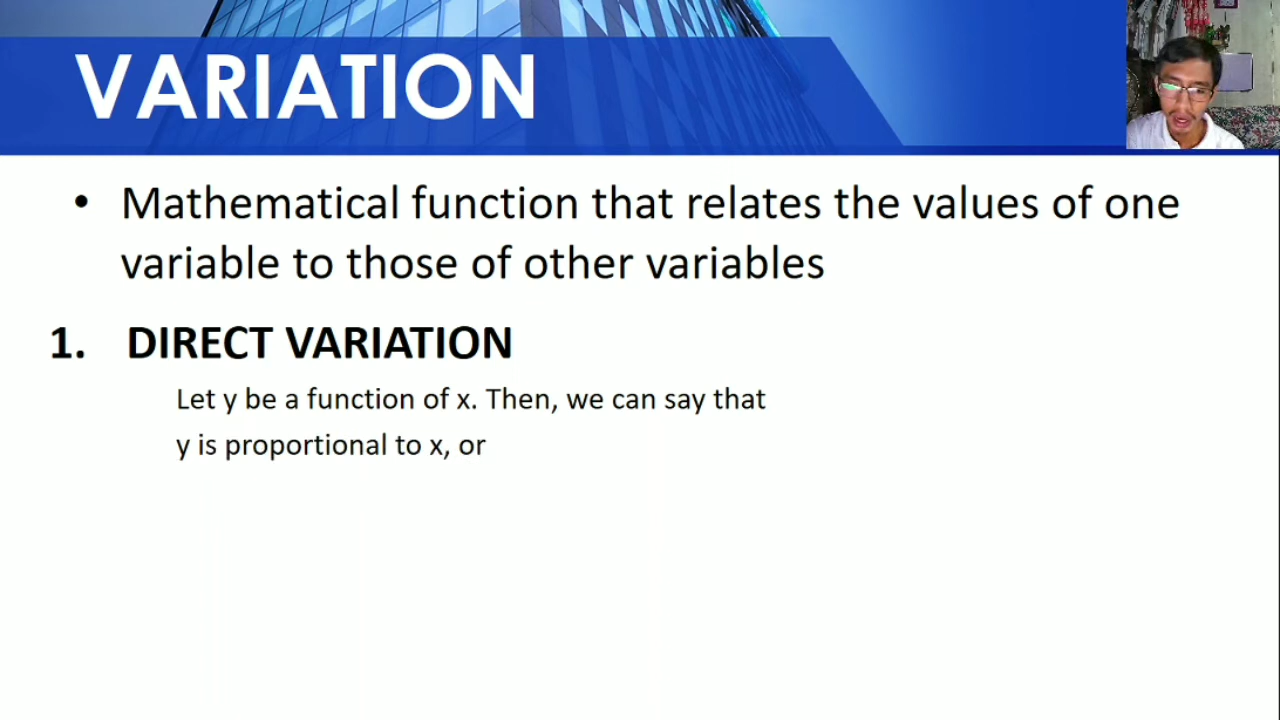 VARIATION
• Mathematical function that relates the values of one
variable to those of other variables
1. DIRECT VARIATION
Let y be a function of x. Then, we can say that
y is proportional to x, or